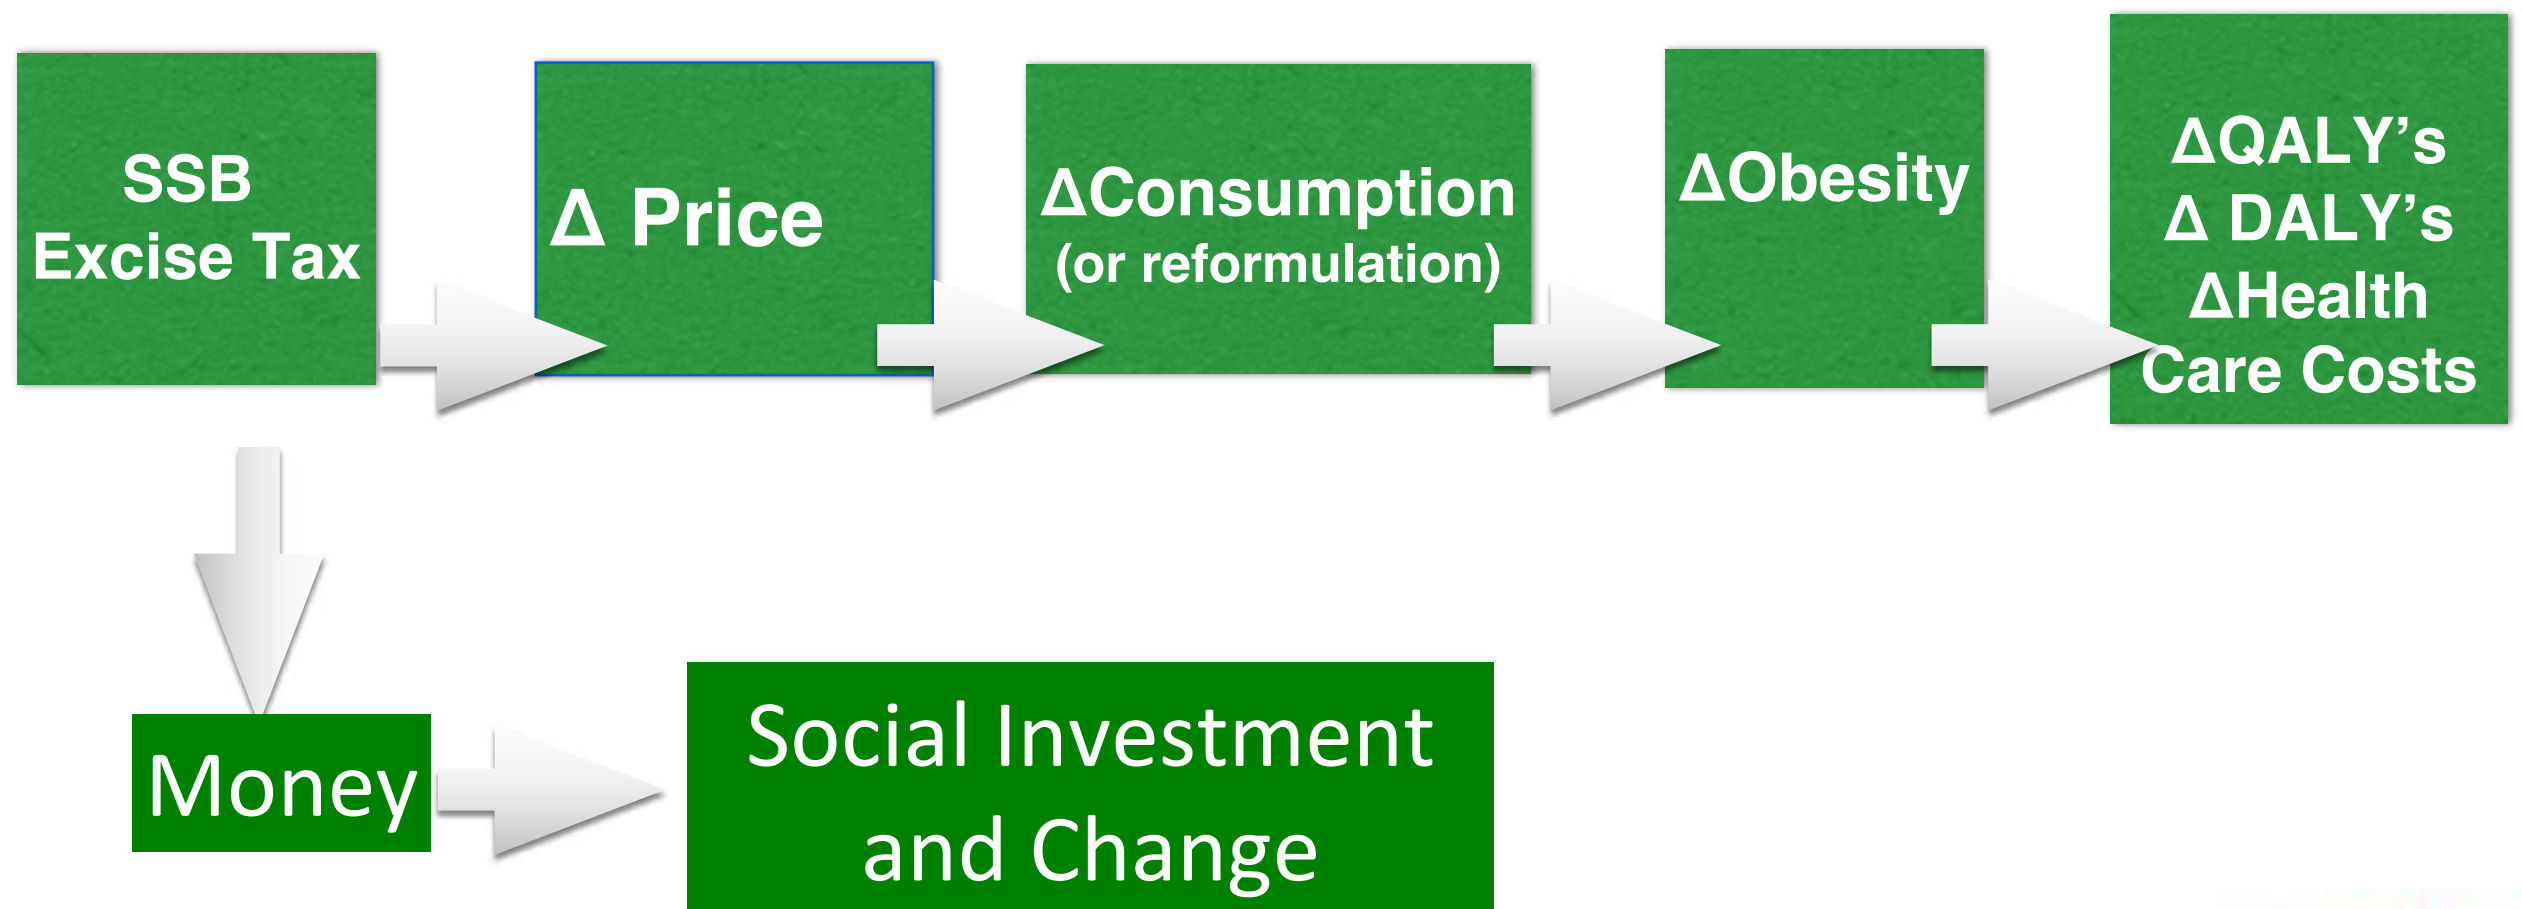 SSB
Excise Tax
Δ Price
ΔConsumption
(or reformulation)
ΔObesity
ΔQALY’s
Δ DALY’s
ΔHealth
Care Costs
Money
Social Investment
and Change